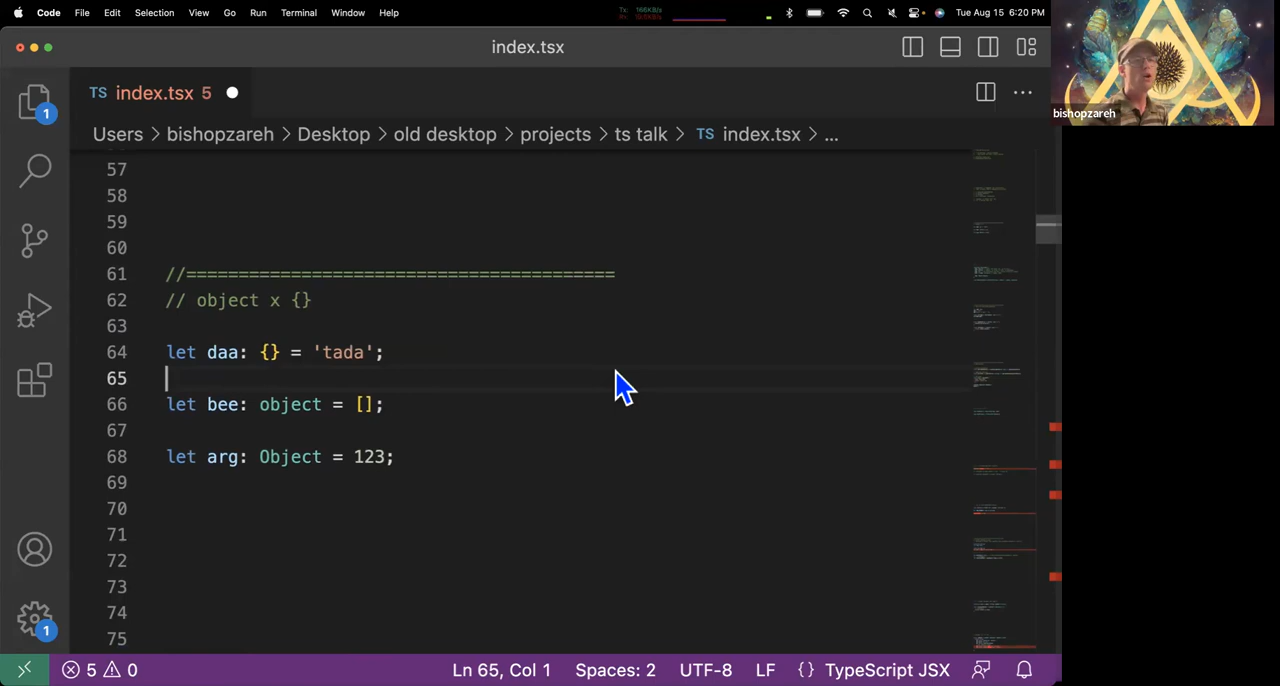 Code File Edit Selection View Go Run Terminal Window Help Tue Aug 15 6:20 PM
index.tsx
TS index.tsx 5
1
bishopzareh
Users > bishopzareh > Desktop > old desktop > projects > ts talk > TS index.tsx > ...
57
58
59
60
61 //=========================================
62 // object x {}
63
64 let daa: {} = 'tada';
65
66 let bee: object = [];
67
68 let arg: Object = 123;
69
70
71
72
73
74
1
75
5 0 Ln 65, Col 1 Spaces: 2 UTF-8 LF {} TypeScript JSX